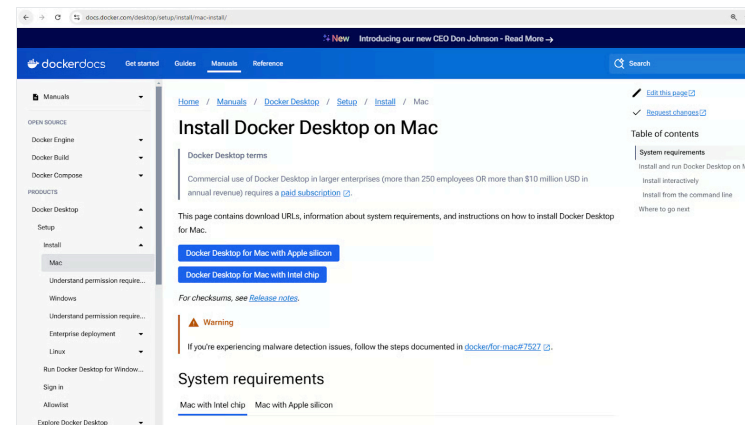 docs.docker.com/desktop/setup/install/mac-install/
New Introducing our new CEO Don Johnson - Read More →
dockerdocs Get started Guides Manuals Reference Search
Manuals
OPEN SOURCE
Docker Engine
Docker Build
Docker Compose
PRODUCTS
Docker Desktop
Setup
Install
Mac
Understand permission require...
Windows
Understand permission require...
Enterprise deployment
Linux
Run Docker Desktop for Window...
Sign in
Allowlist
Explore Docker Desktop
Home / Manuals / Docker Desktop / Setup / Install / Mac
Install Docker Desktop on Mac
Docker Desktop terms
Commercial use of Docker Desktop in larger enterprises (more than 250 employees OR more than $10 million USD in
annual revenue) requires a paid subscription.
This page contains download URLs, information about system requirements, and instructions on how to install Docker Desktop
for Mac.
Docker Desktop for Mac with Apple silicon
Docker Desktop for Mac with Intel chip
For checksums, see Release notes.
Warning
If you're experiencing malware detection issues, follow the steps documented in docker/for-mac#7527.
System requirements
Mac with Intel chip Mac with Apple silicon
Edit this page
Request changes
Table of contents
System requirements
Install and run Docker Desktop on M
Install interactively
Install from the command line
Where to go next